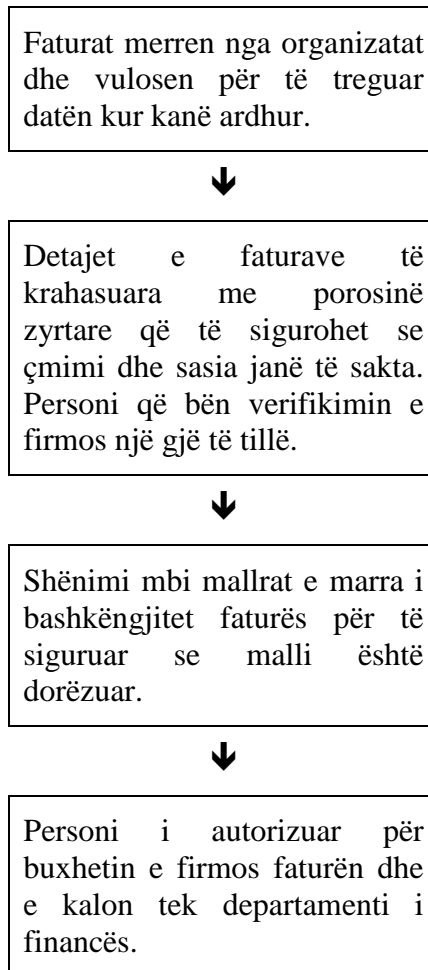 Faturat merren nga organizatat
dhe vulosen për të treguar
datën kur kanë ardhur.
Detajet e faturave të
krahasuara me porosinë
zyrtare që të sigurohet se
çmimi dhe sasia janë të sakta.
Personi që bën verifikimin e
firmos një gjë të tillë.
Shënimi mbi mallrat e marra i
bashkëngjitet faturës për të
siguruar se malli është
dorëzuar.
Personi i autorizuar për
buxhetin e firmos faturën dhe
e kalon tek departamenti i
financës.